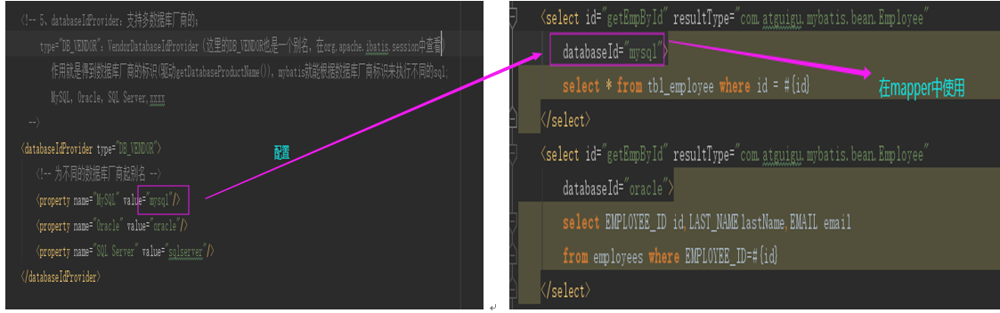 <!-- 5、databaseIdProvider：支持多数据库厂商的；
type="DB_VENDOR"：VendorDatabaseIdProvider（这里的DB_VENDOR也是一个别名，在org.apache.ibatis.session中查看
作用就是得到数据库厂商的标识(驱动getDatabaseProductName())，mybatis就能根据数据库厂商标识来执行不同的sql;
MySQL, Oracle, SQL Server,xxxx
-->
<databaseIdProvider type="DB_VENDOR">
<!-- 为不同的数据库厂商起别名 -->
<property name="MySQL" value="mysql"/>
<property name="Oracle" value="oracle"/>
<property name="SQL Server" value="sqlserver"/>
</databaseIdProvider>
配置
<select id="getEmpById" resultType="com.atguigu.mybatis.bean.Employee"
databaseId="mysql">
select * from tbl_employee where id = #{id}
</select>
<select id="getEmpById" resultType="com.atguigu.mybatis.bean.Employee"
databaseId="oracle">
select EMPLOYEE_ID id,LAST_NAME lastName,EMAIL email
from employees where EMPLOYEE_ID=#{id}
</select>
在mapper中使用